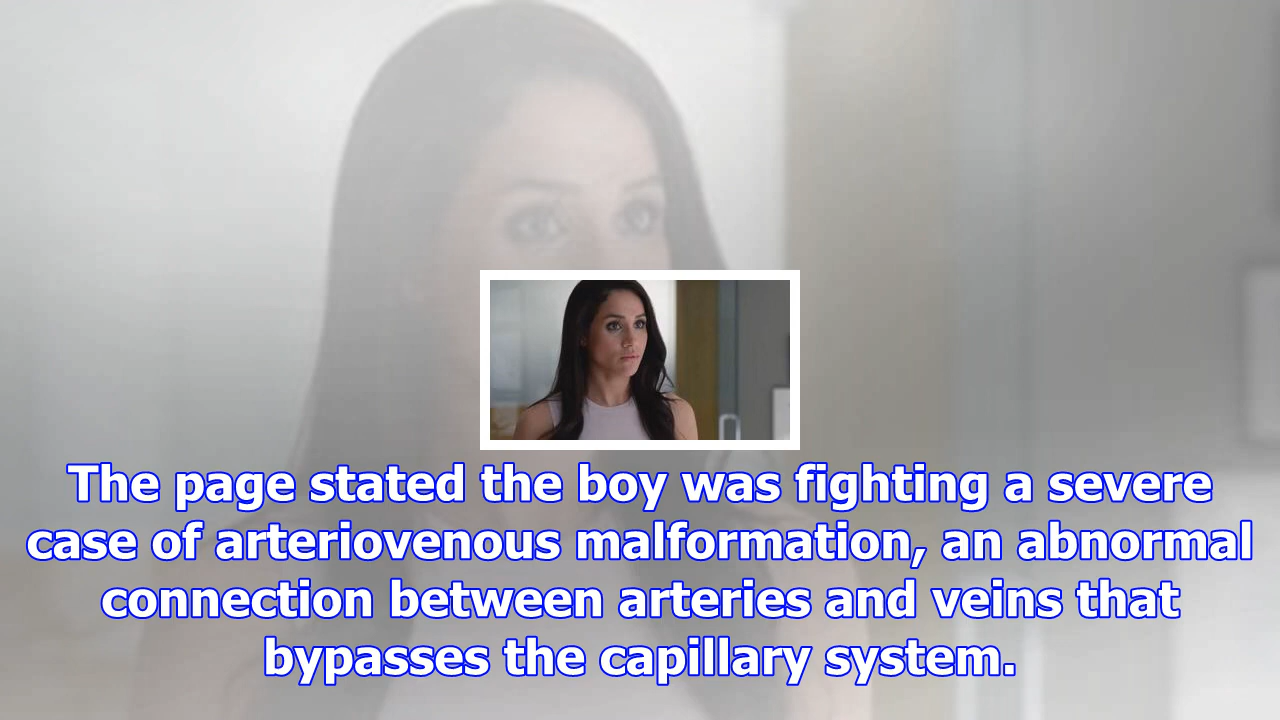 The page stated the boy was fighting a severe
case of arteriovenous malformation, an abnormal
connection between arteries and veins that
bypasses the capillary system.